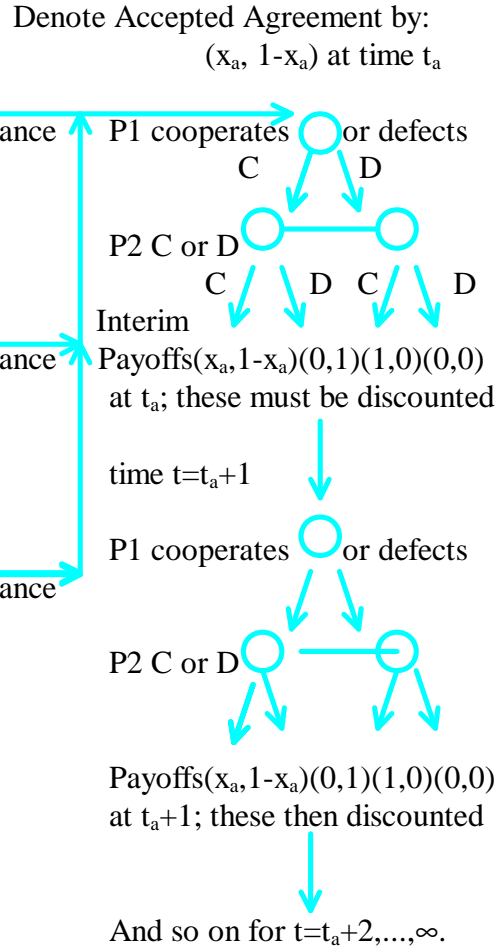 Denote Accepted Agreement by:
(xₐ, 1-xₐ) at time tₐ
ance P1 cooperates or defects
C D
P2 C or D
C D C D
Interim
ance Payoffs(xₐ,1-xₐ)(0,1)(1,0)(0,0)
at tₐ; these must be discounted
time t=tₐ+1
P1 cooperates or defects
ance
P2 C or D
Payoffs(xₐ,1-xₐ)(0,1)(1,0)(0,0)
at tₐ+1; these then discounted
And so on for t=tₐ+2,...,∞.